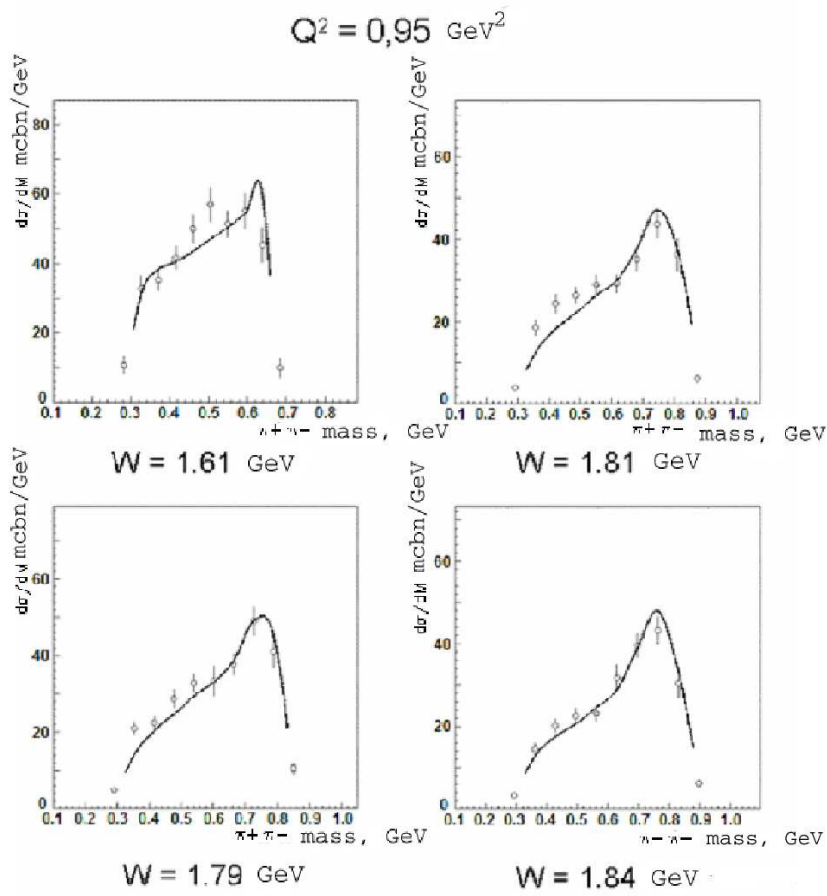 Q² = 0,95 GeV²
dσ/dM mcbn/GeV
80
60
40
20
0
0.1 0.2 0.3 0.4 0.5 0.6 0.7 0.8
π+π− mass, GeV
W = 1.61 GeV
dσ/dM mcbn/GeV
60
40
20
0
0.1 0.2 0.3 0.4 0.5 0.6 0.7 0.8 0.9 1.0
π+π− mass, GeV
W = 1.81 GeV
dσ/dM mcbn/GeV
60
40
20
0
0.1 0.2 0.3 0.4 0.5 0.6 0.7 0.8 0.9 1.0
π+π− mass, GeV
W = 1.79 GeV
dσ/dM mcbn/GeV
60
40
20
0
0.1 0.2 0.3 0.4 0.5 0.6 0.7 0.8 0.9 1.0
mass, GeV
W = 1.84 GeV